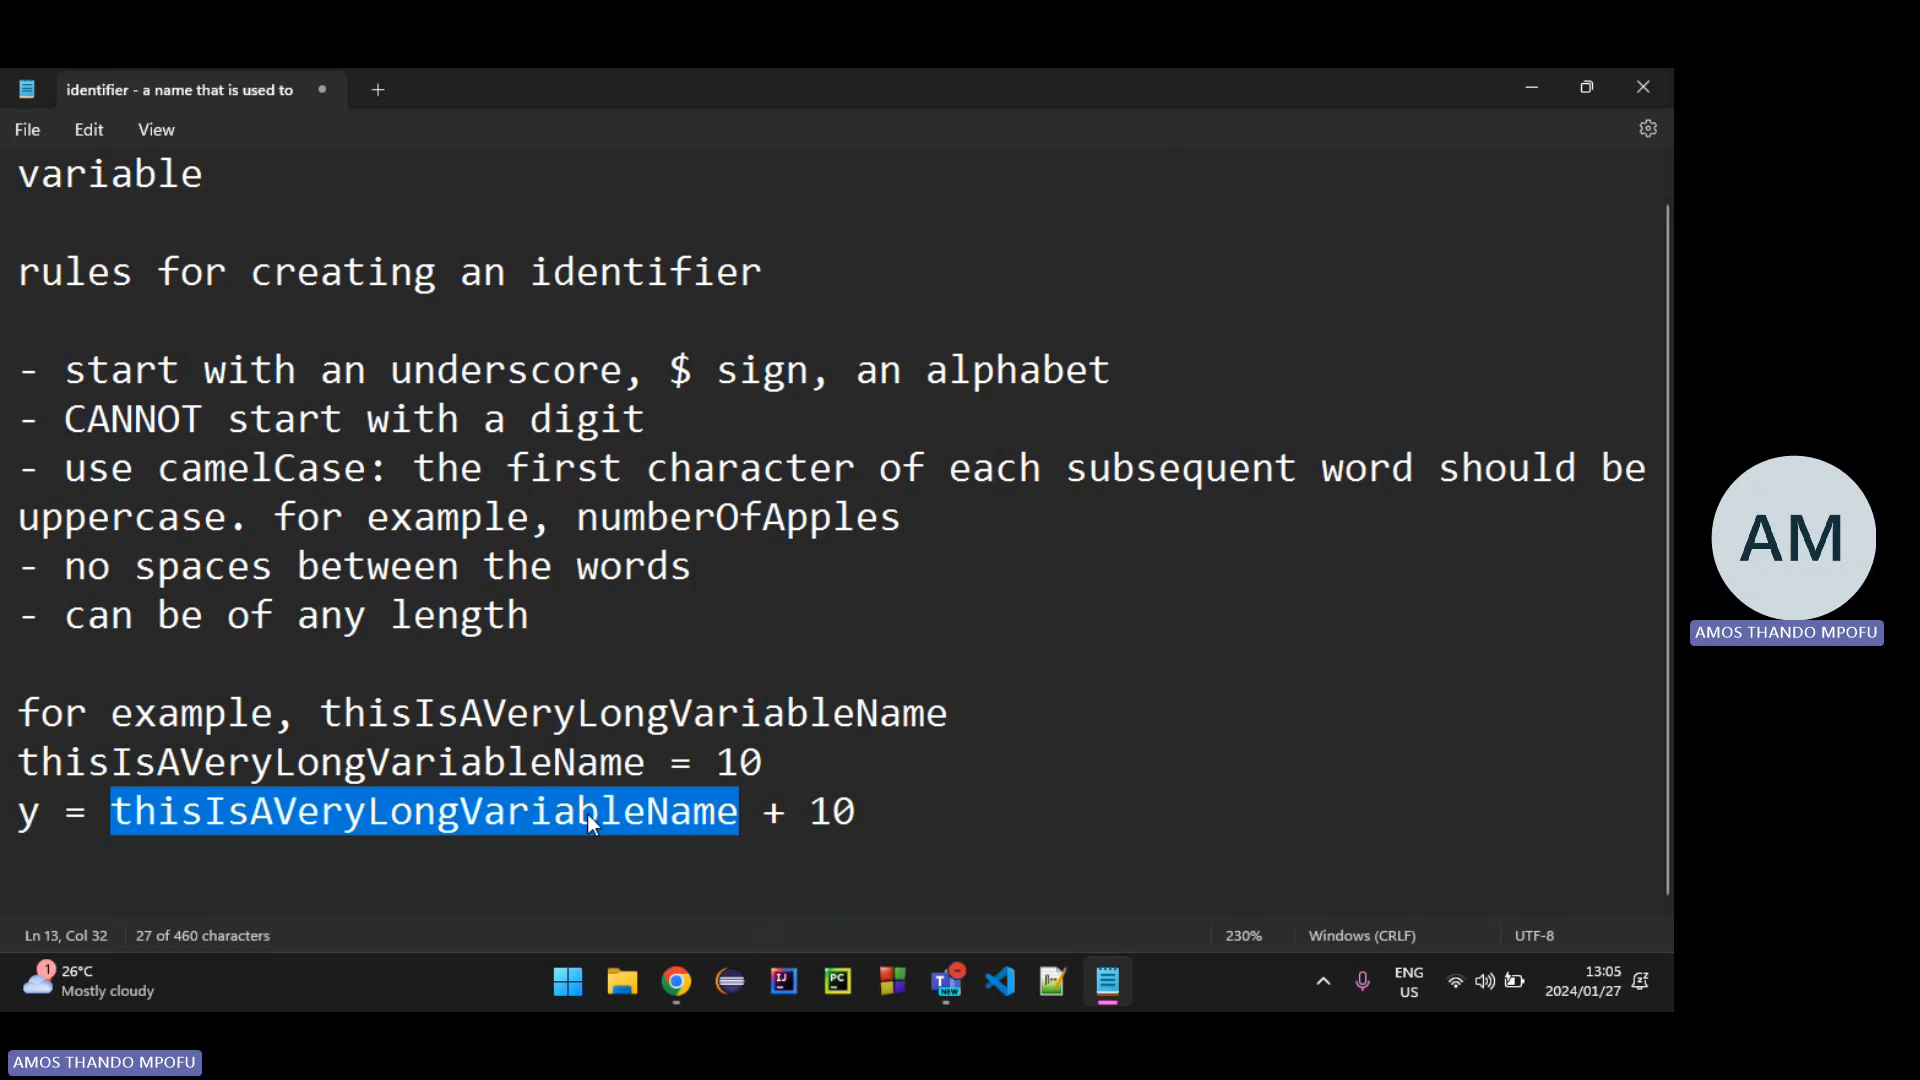 identifier - a name that is used to
File Edit View
variable
rules for creating an identifier
- start with an underscore, $ sign, an alphabet
- CANNOT start with a digit
- use camelCase: the first character of each subsequent word should be
uppercase. for example, numberOfApples
- no spaces between the words
- can be of any length
for example, thisIsAVeryLongVariableName
thisIsAVeryLongVariableName = 10
y = thisIsAVeryLongVariableName + 10
AM
AMOS THANDO MPOFU
Ln 13, Col 32 27 of 460 characters 230% Windows (CRLF) UTF-8
1 26°C
Mostly cloudy
IJ PC T NEW
ENG
US
13:05
2024/01/27
AMOS THANDO MPOFU